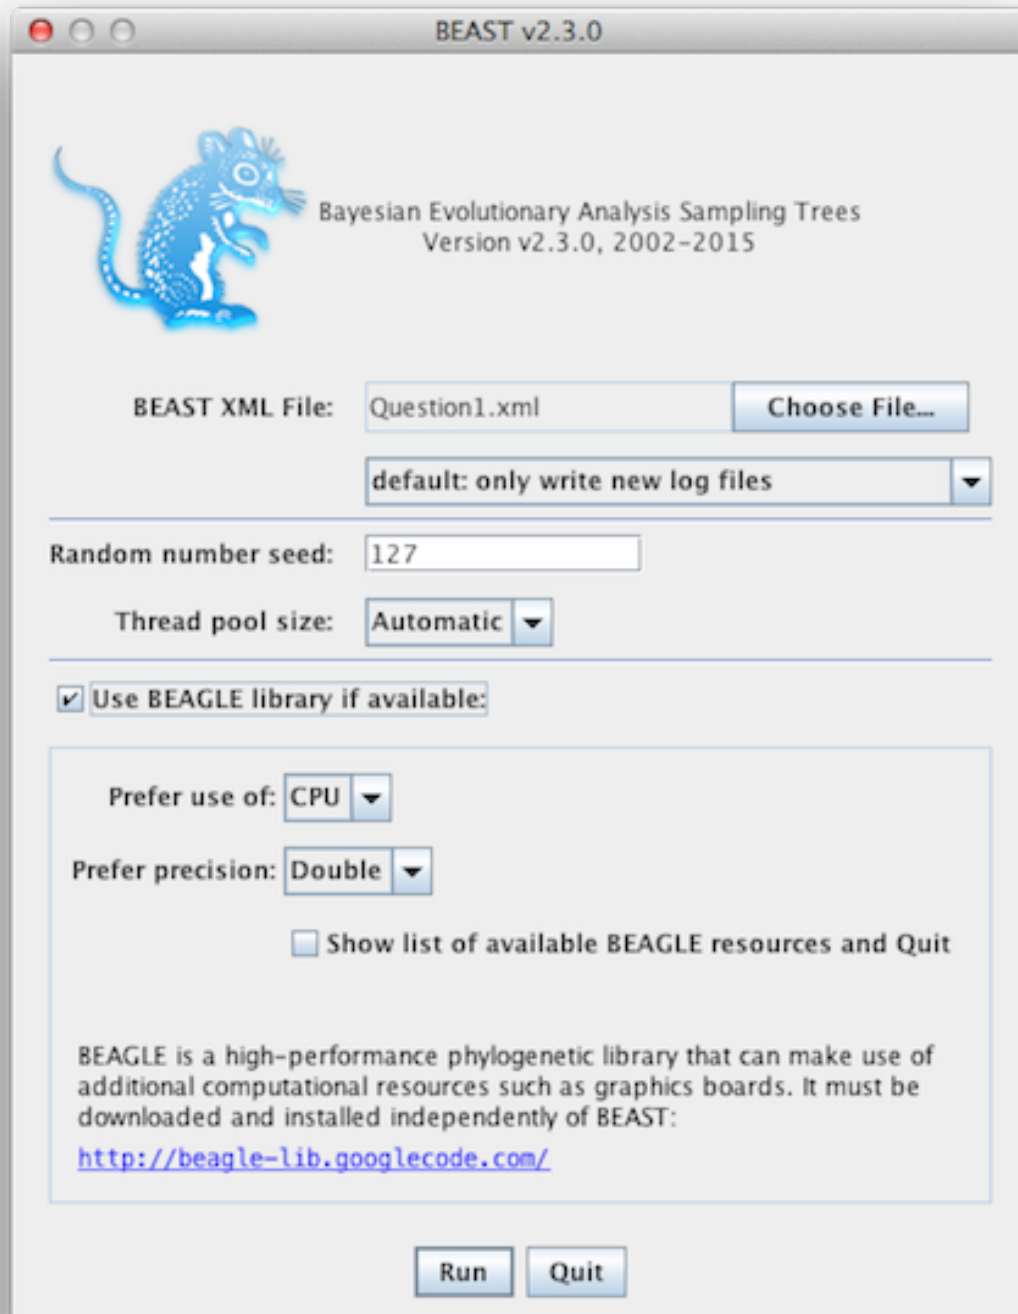 BEAST v2.3.0
Bayesian Evolutionary Analysis Sampling Trees
Version v2.3.0, 2002-2015
BEAST XML File: Question1.xml Choose File...
default: only write new log files
Random number seed: 127
Thread pool size: Automatic
Use BEAGLE library if available:
Prefer use of: CPU
Prefer precision: Double
Show list of available BEAGLE resources and Quit
BEAGLE is a high-performance phylogenetic library that can make use of
additional computational resources such as graphics boards. It must be
downloaded and installed independently of BEAST:
http://beagle-lib.googlecode.com/
Run Quit